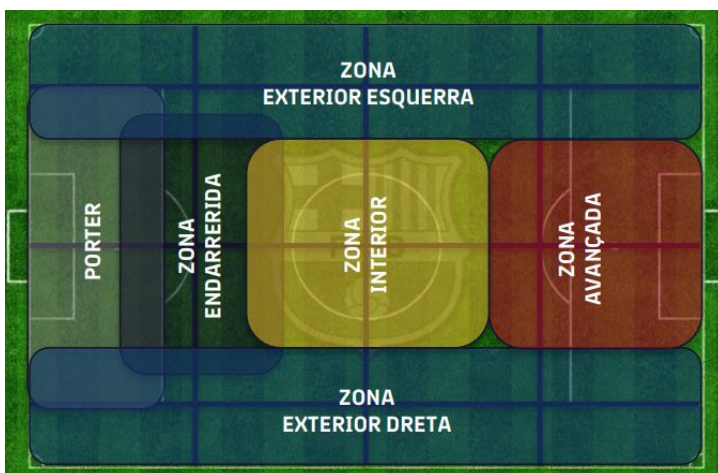 ZONA
EXTERIOR ESQUERRA
PORTER
ZONA
ENDARRERIDA
ZONA
INTERIOR
ZONA
AVANÇADA
ZONA
EXTERIOR DRETA